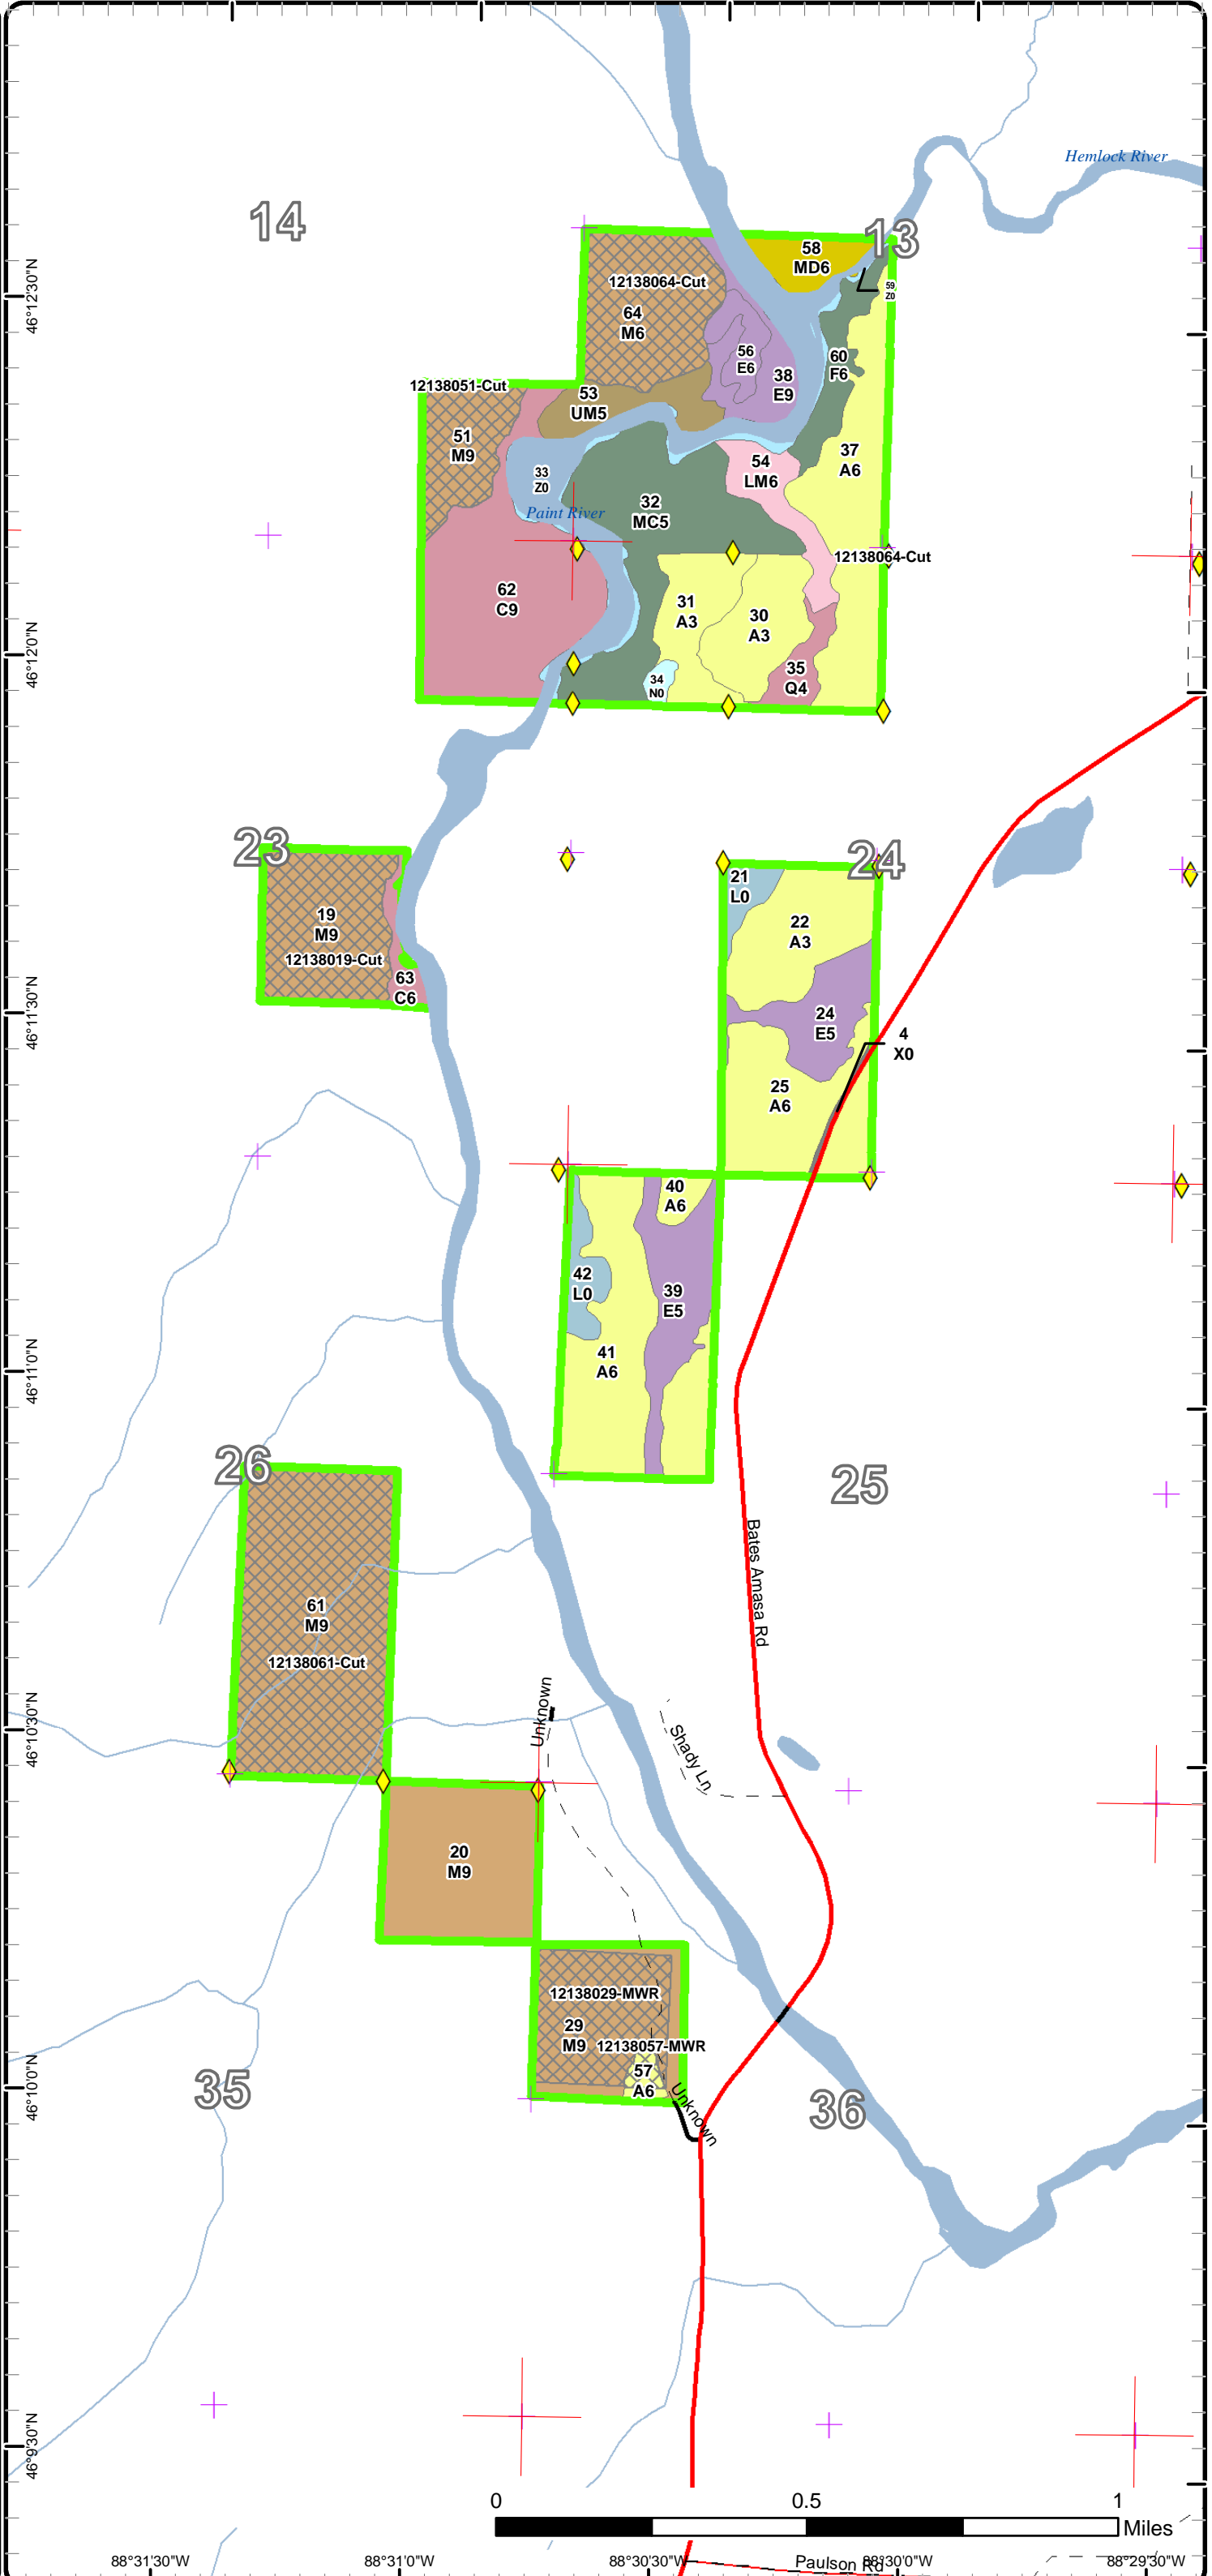 Hemlock River
14
13
58
MD6
59
Z0
12138064-Cut
64
M6
46°12'30"N
56
E6
38
E9
60
F6
12138051-Cut
53
UM5
51
M9
37
A6
54
LM6
33
Z0
32
MC5
Paint River
12138064-Cut
62
C9
31
A3
30
A3
46°12'0"N
35
Q4
34
N0
23
24
21
L0
19
M9
22
A3
12138019-Cut
63
C6
46°11'30"N
24
E5
4
X0
25
A6
40
A6
42
L0
39
E5
41
A6
46°11'0"N
26
25
Bates Amasa Rd
61
M9
12138061-Cut
Unknown
46°10'30"N
Shady Ln
20
M9
12138029-MWR
29
M9
12138057-MWR
57
A6
46°10'0"N
35
Unknown
36
46°9'30"N
0
0.5
1
Miles
88°31'30"W
88°31'0"W
88°30'30"W
Paulson Rd
88°30'0"W
88°29'30"W